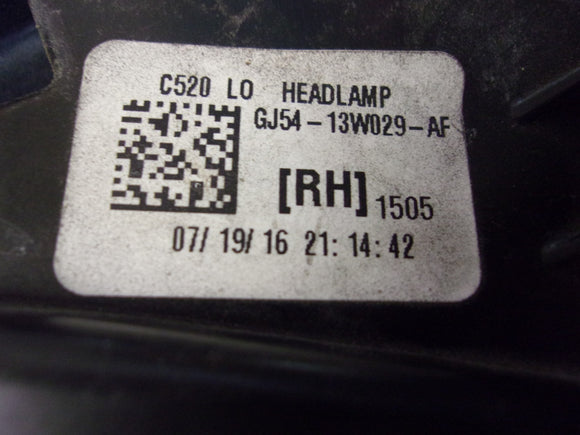 C520 LO HEADLAMP
GJ54-13W029-AF
[RH] 1505
07/19/16 21:14:42